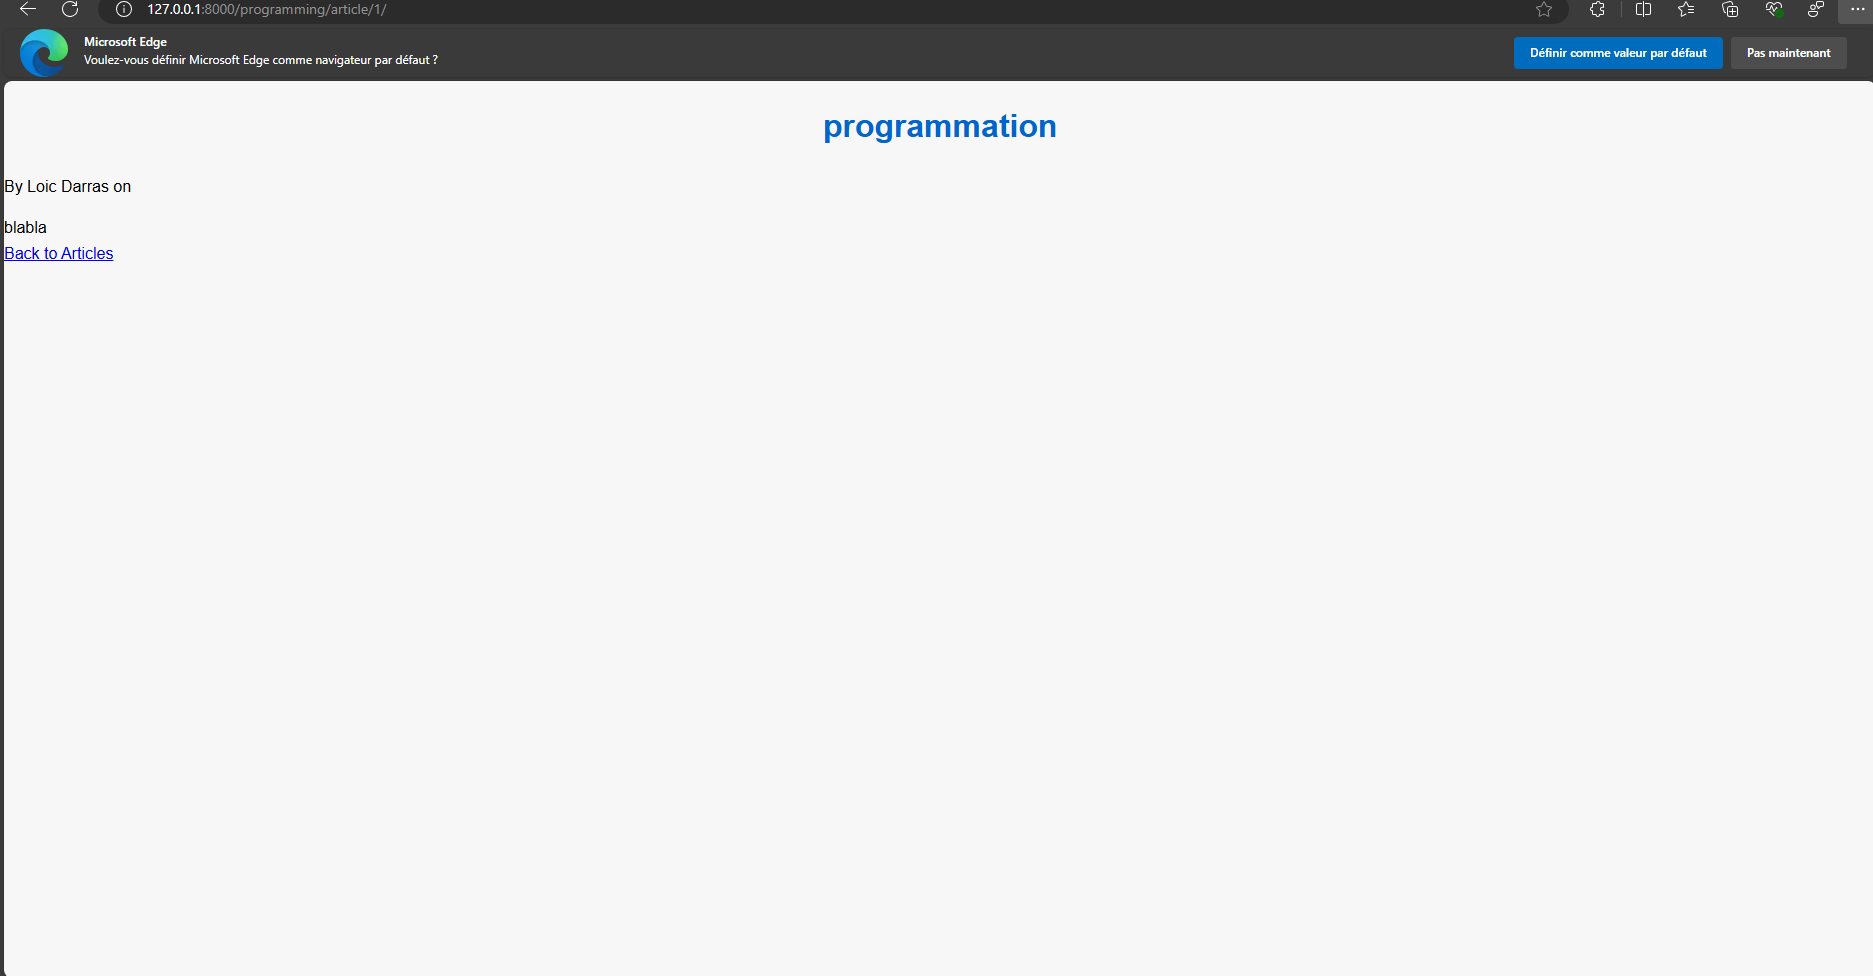 127.0.0.1:8000/programming/article/1/
Microsoft Edge
Voulez-vous définir Microsoft Edge comme navigateur par défaut ?
Définir comme valeur par défaut
Pas maintenant
programmation
By Loic Darras on
blabla
Back to Articles